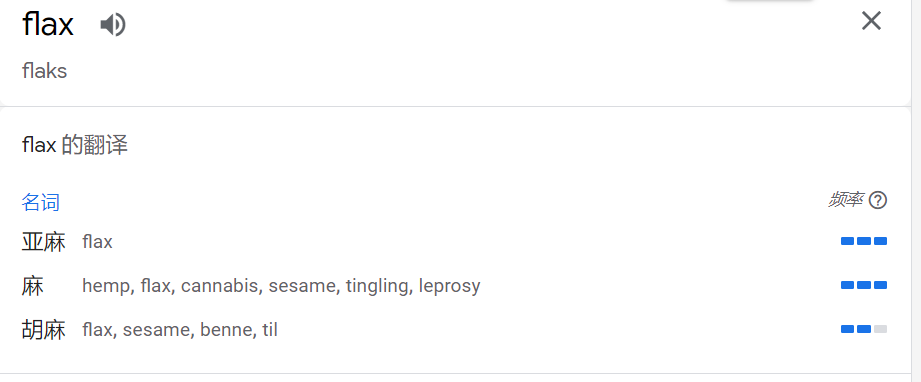 flax
flaks
flax 的翻译
名词 频率
亚麻 flax
麻 hemp, flax, cannabis, sesame, tingling, leprosy
胡麻 flax, sesame, benne, til